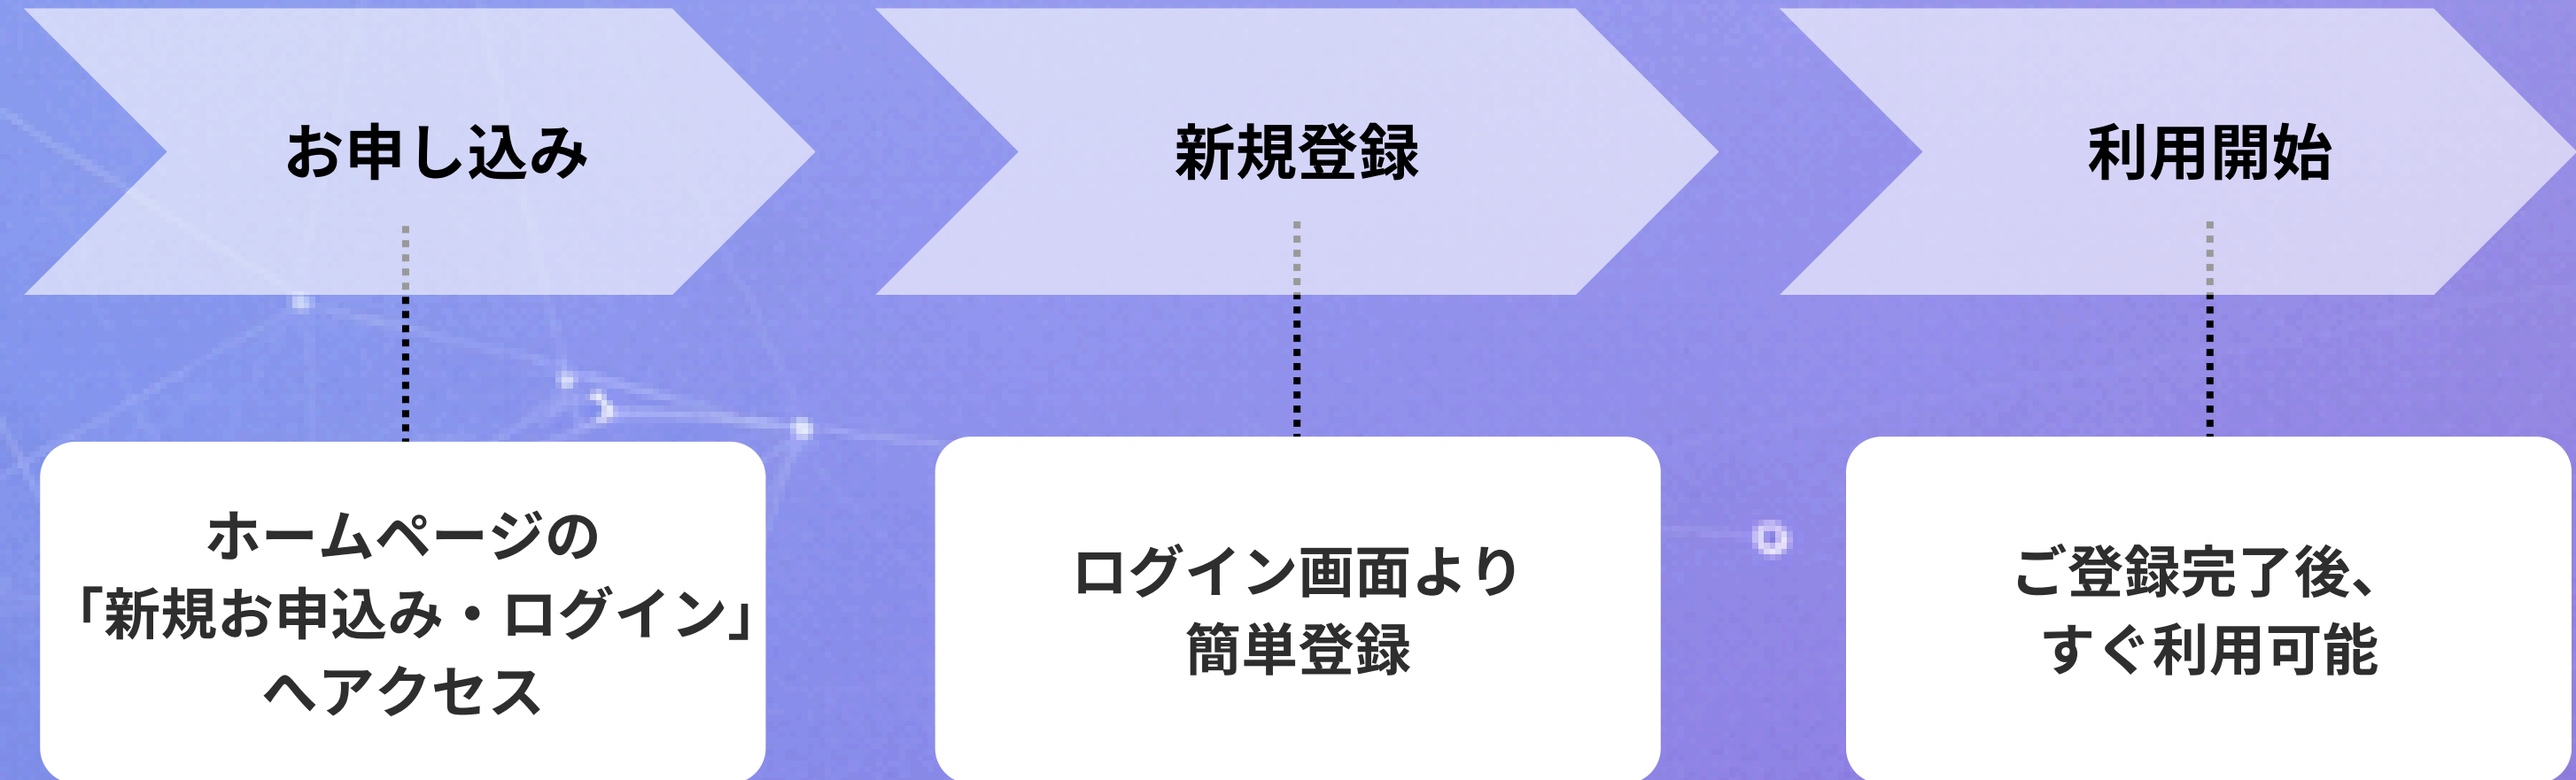 お申し込み
新規登録
利用開始
ホームページの
「新規お申込み・ログイン」
へアクセス
ログイン画面より
簡単登録
ご登録完了後、
すぐ利用可能